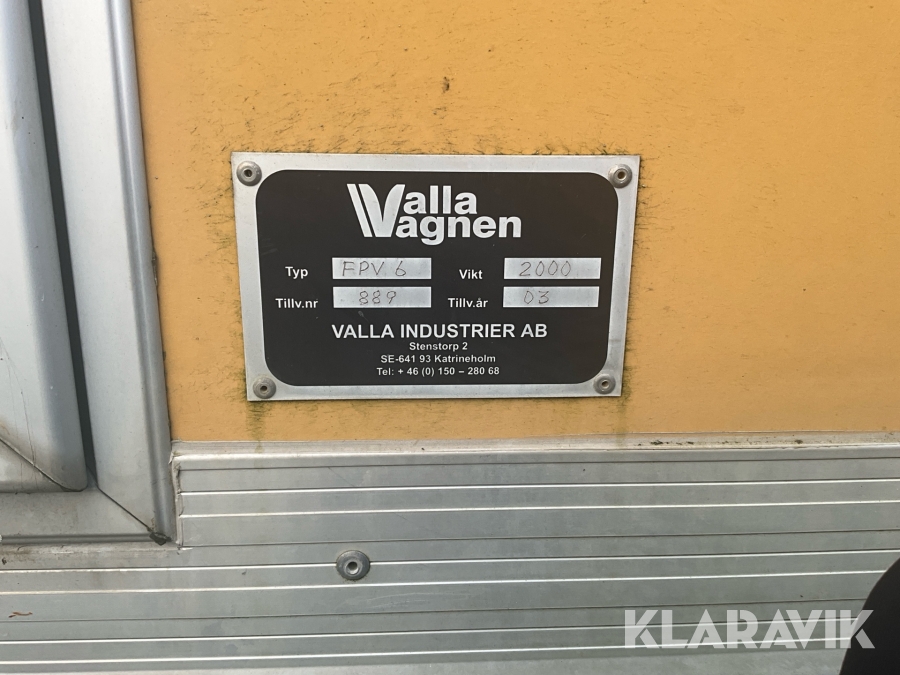 Valla
Vagnen
Typ FPV 6 Vikt 2000
Tillv.nr 889 Tillv.år 03
VALLA INDUSTRIER AB
Stenstorp 2
SE-641 93 Katrineholm
Tel: + 46 (0) 150 – 280 68
KLARAVIK